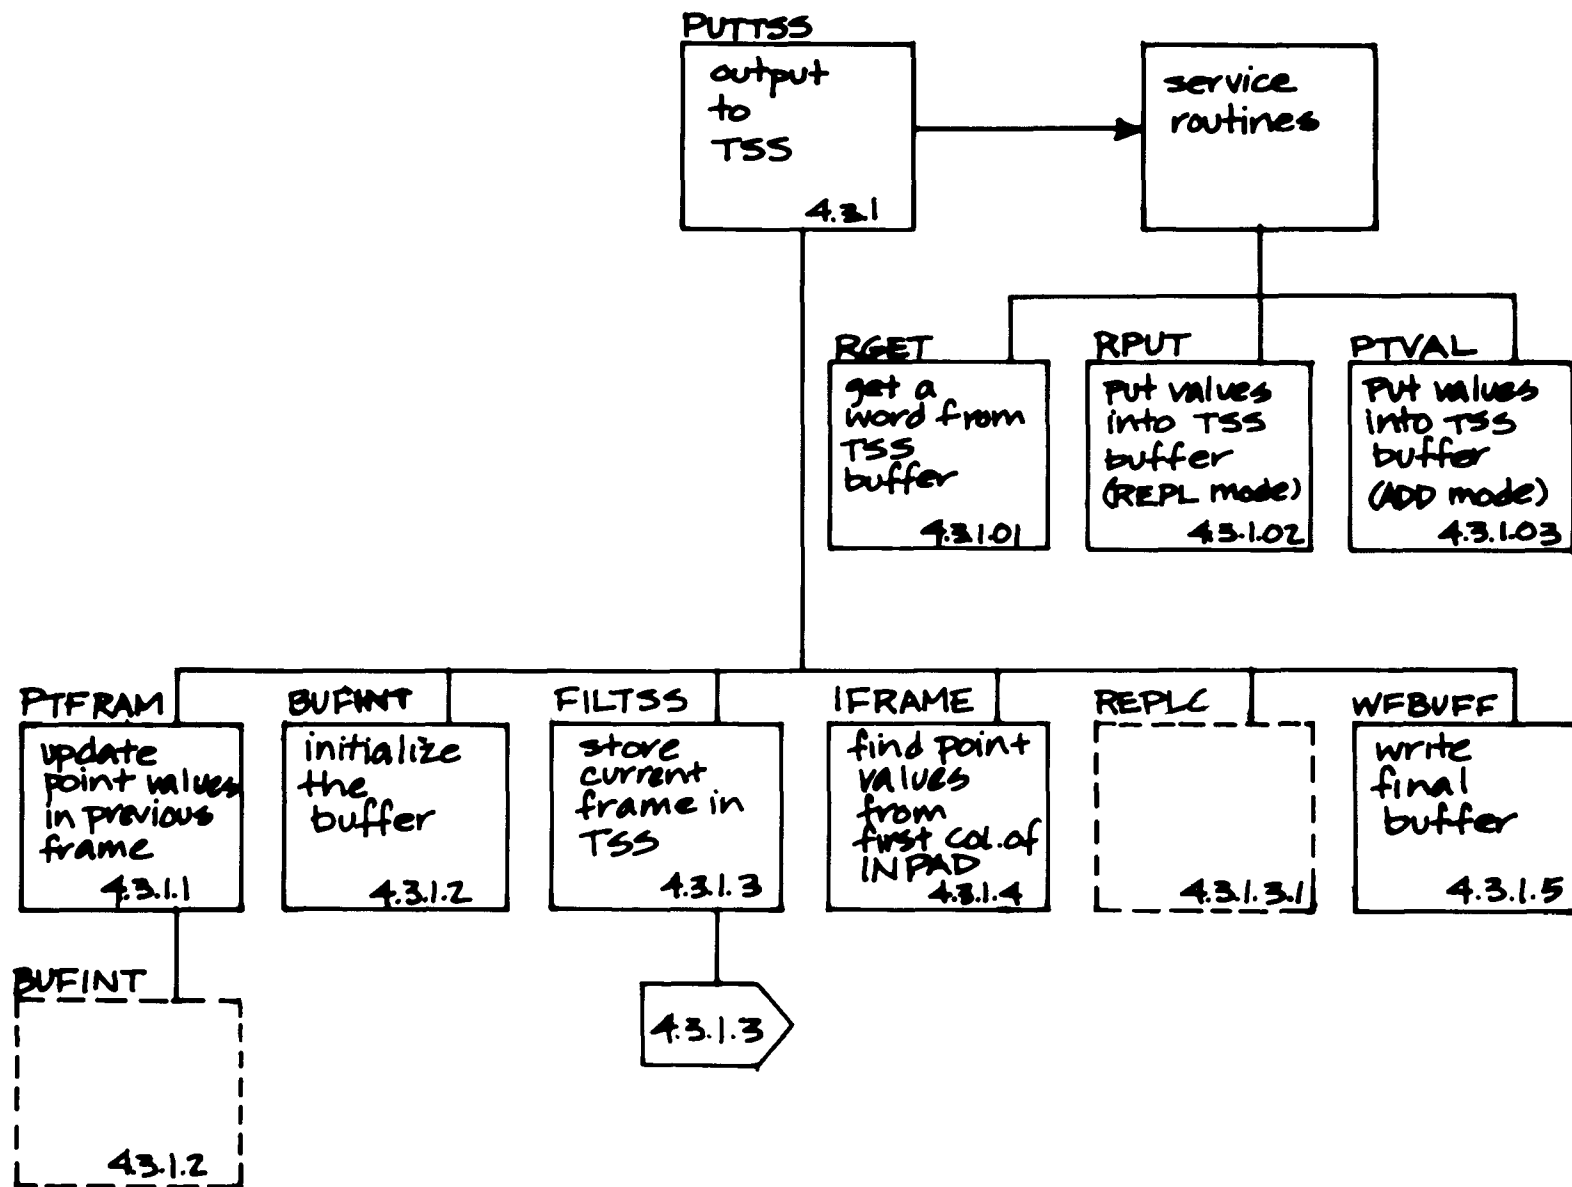 PUTTSS
output
to
TSS
4.3.1
service
routines
RGET
get a
word from
TSS
buffer
4.3.1.01
RPUT
put values
into TSS
buffer
(REPL mode)
4.3.1.02
PTVAL
put values
into TSS
buffer
(ADD mode)
4.3.1.03
PTFRAM
update
point values
in previous
frame
4.3.1.1
BUFINT
initialize
the
buffer
4.3.1.2
FILTSS
store
current
frame in
TSS
4.3.1.3
IFRAME
find point
values
from
first col. of
INPAD
4.3.1.4
REPLC
4.3.1.3.1
WFBUFF
write
final
buffer
4.3.1.5
BUFINT
4.3.1.2
4.3.1.3